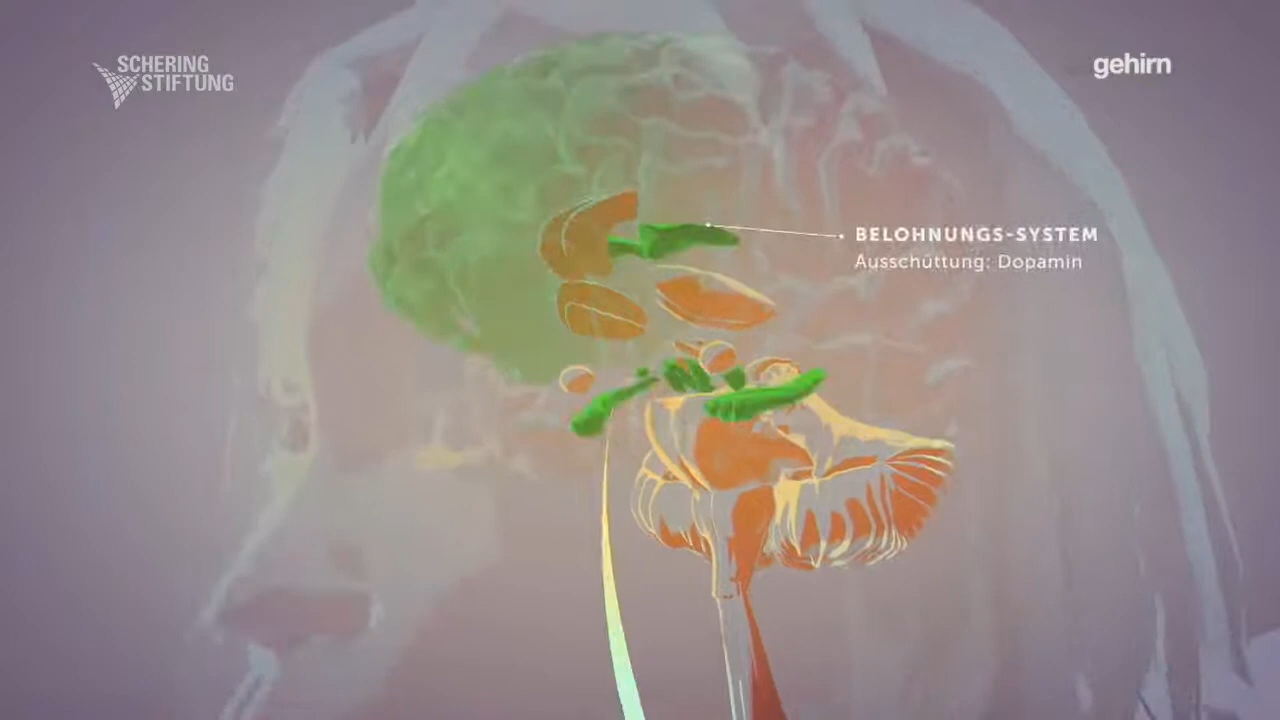 SCHERING
STIFTUNG
gehirn
BELOHNUNGS-SYSTEM
Ausschüttung: Dopamin